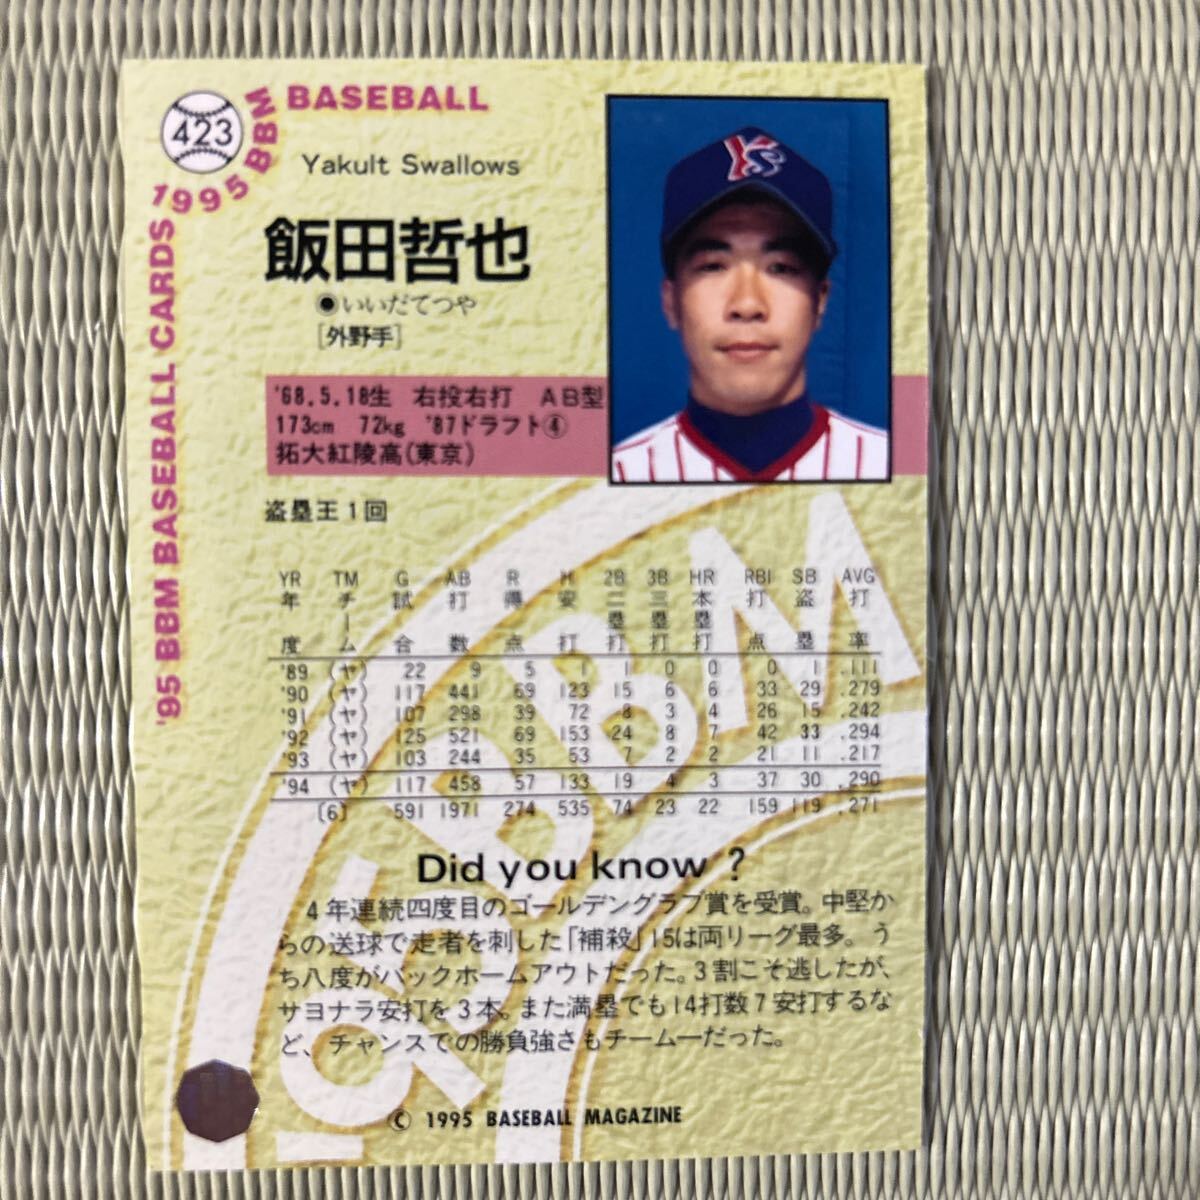 423
1995 BBM BASEBALL
'95 BBM BASEBALL CARDS
Yakult Swallows
飯田哲也
●いいだてつや
[外野手]
YS
'68.5.18生 右投右打 AB型
173cm 72kg '87ドラフト④
拓大紅陵高(東京)
盗塁王1回
YR TM G AB R H 2B 3B HR RBI SB AVG
年度 チーム 試合 打数 得点 安打 二塁打 三塁打 本塁打 打点 盗塁 打率
'89 (ヤ) 22 9 5 1 1 0 0 0 1 .111
'90 (ヤ) 117 441 69 123 15 6 6 33 29 .279
'91 (ヤ) 107 298 39 72 8 3 4 26 15 .242
'92 (ヤ) 125 521 69 153 24 8 7 42 33 .294
'93 (ヤ) 103 244 35 53 7 2 2 21 11 .217
'94 (ヤ) 117 458 57 133 19 4 3 37 30 .290
[6] 591 1971 274 535 74 23 22 159 119 .271
Did you know ?
4年連続四度目のゴールデングラブ賞を受賞。中堅か
らの送球で走者を刺した「補殺」15は両リーグ最多。う
ち八度がバックホームアウトだった。3割こそ逃したが、
サヨナラ安打を3本。また満塁でも14打数7安打するな
ど、チャンスでの勝負強さもチーム一だった。
'95 BBM
© 1995 BASEBALL MAGAZINE